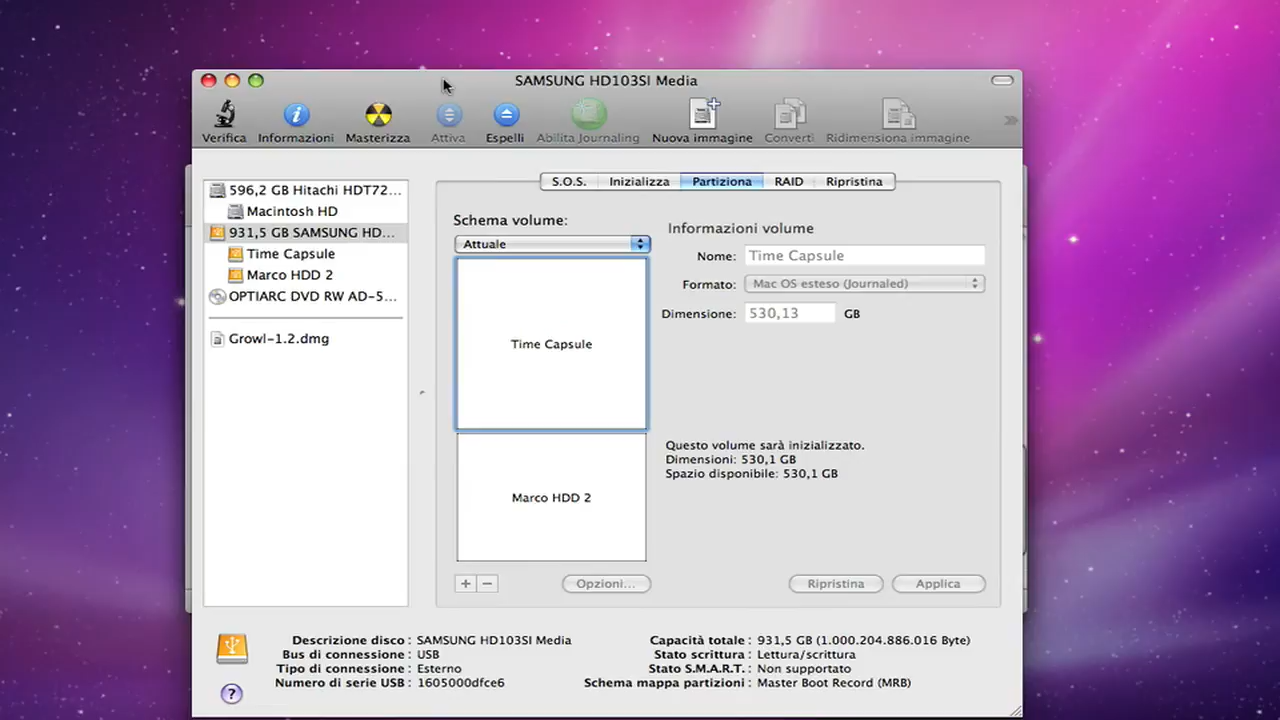 SAMSUNG HD103SI Media
Verifica Informazioni Masterizza Attiva Espelli Abilita Journaling Nuova immagine Converti Ridimensiona immagine
596,2 GB Hitachi HDT72...
Macintosh HD
931,5 GB SAMSUNG HD...
Time Capsule
Marco HDD 2
OPTIARC DVD RW AD-5...
Growl-1.2.dmg
S.O.S. Inizializza Partiziona RAID Ripristina
Schema volume:
Attuale
Time Capsule
Marco HDD 2
+ − Opzioni...
Informazioni volume
Nome: Time Capsule
Formato: Mac OS esteso (Journaled)
Dimensione: 530,13 GB
Questo volume sarà inizializzato.
Dimensioni: 530,1 GB
Spazio disponibile: 530,1 GB
Ripristina Applica
Descrizione disco : SAMSUNG HD103SI Media
Bus di connessione : USB
Tipo di connessione : Esterno
Numero di serie USB : 1605000dfce6
Capacità totale : 931,5 GB (1.000.204.886.016 Byte)
Stato scrittura : Lettura/scrittura
Stato S.M.A.R.T. : Non supportato
Schema mappa partizioni : Master Boot Record (MRB)
?